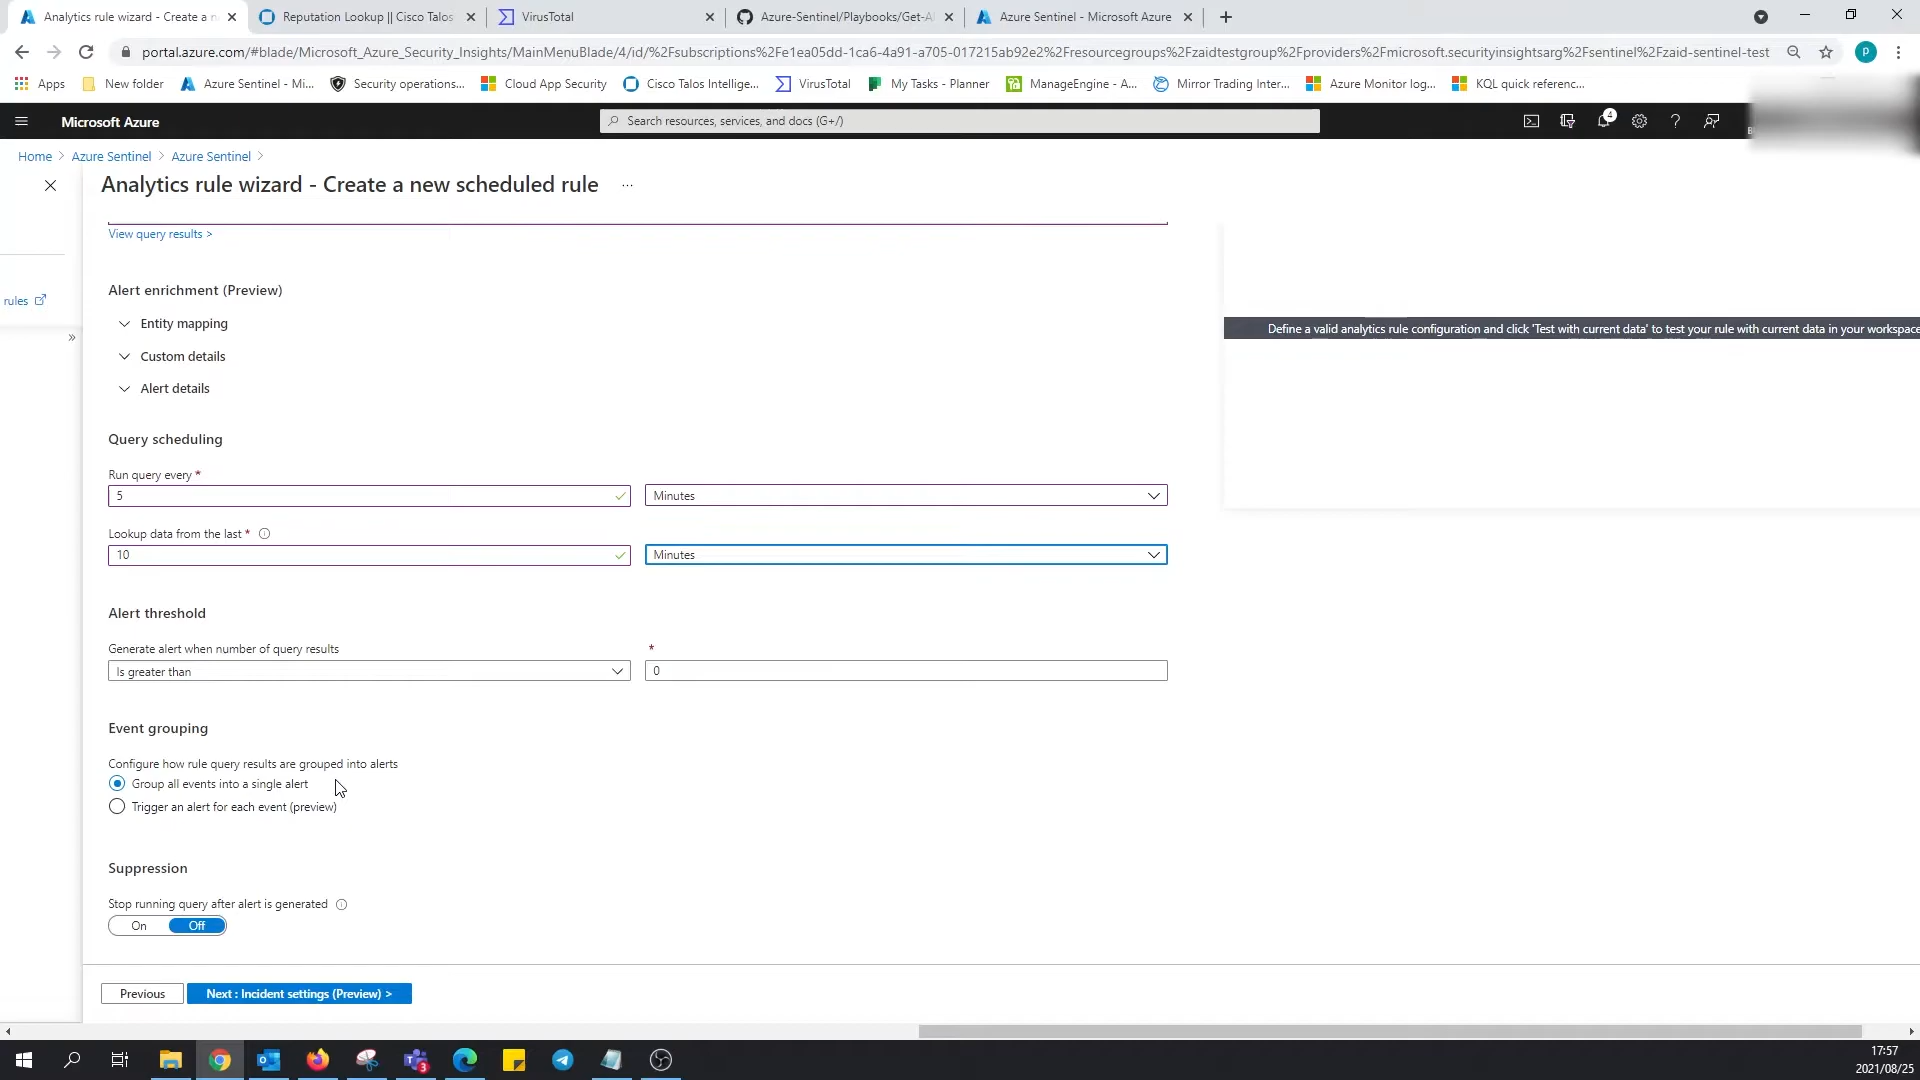 Analytics rule wizard - Create a n
Reputation Lookup || Cisco Talos
VirusTotal
Azure-Sentinel/Playbooks/Get-A
Azure Sentinel - Microsoft Azure
portal.azure.com/#blade/Microsoft_Azure_Security_Insights/MainMenuBlade/4/id/%2Fsubscriptions%2Fe1ea05dd-1ca6-4a91-a705-017215ab92e2%2Fresourcegroups%2Fzaidtestgroup%2Fproviders%2Fmicrosoft.securityinsightsarg%2Fsentinel%2Fzaid-sentinel-test
P
Apps
New folder
Azure Sentinel - Mi...
Security operations...
Cloud App Security
Cisco Talos Intellige...
VirusTotal
My Tasks - Planner
ManageEngine - A...
Mirror Trading Inter...
Azure Monitor log...
KQL quick referenc...
Microsoft Azure
Search resources, services, and docs (G+/)
4
Home > Azure Sentinel > Azure Sentinel >
Analytics rule wizard - Create a new scheduled rule ...
View query results >
Alert enrichment (Preview)
rules
Entity mapping
Define a valid analytics rule configuration and click 'Test with current data' to test your rule with current data in your workspace
Custom details
Alert details
Query scheduling
Run query every *
5
Minutes
Lookup data from the last *
10
Minutes
Alert threshold
Generate alert when number of query results *
Is greater than
0
Event grouping
Configure how rule query results are grouped into alerts
Group all events into a single alert
Trigger an alert for each event (preview)
Suppression
Stop running query after alert is generated
On Off
Previous
Next : Incident settings (Preview) >
3
17:57
2021/08/25